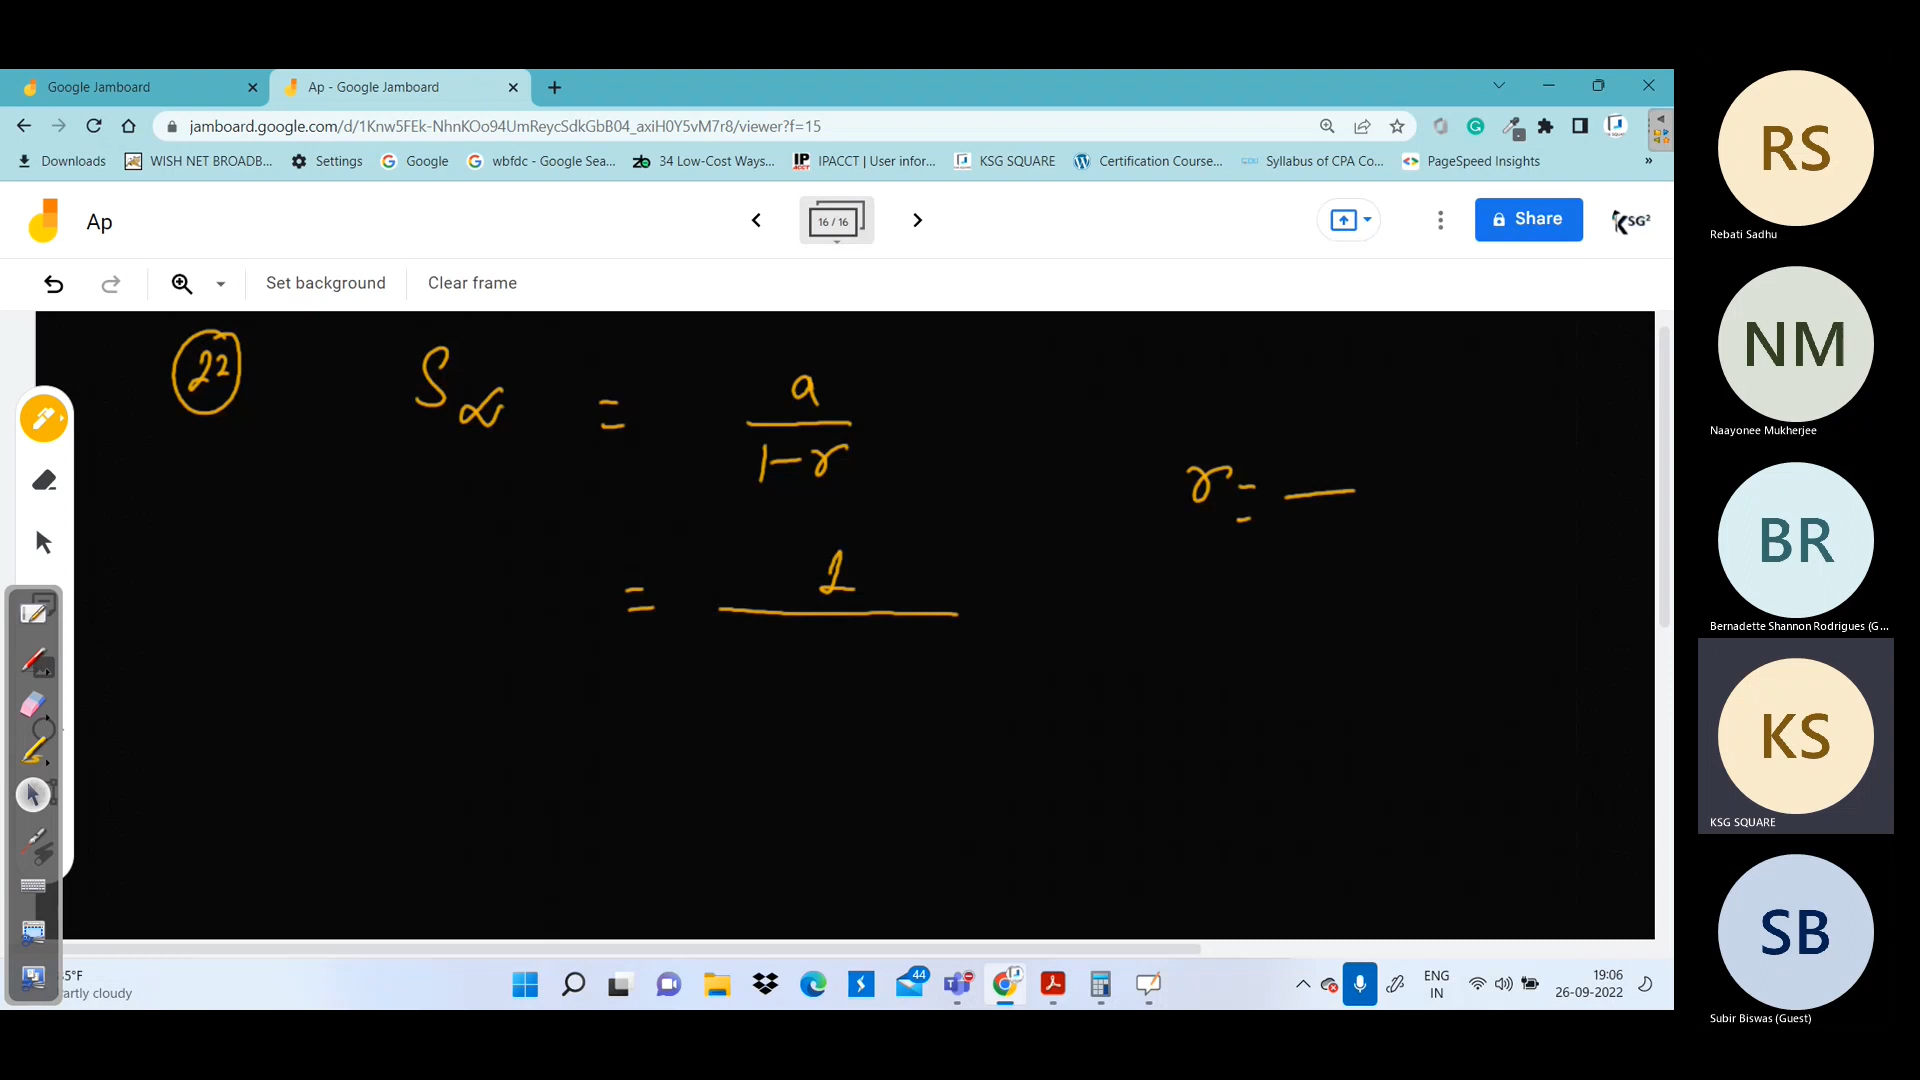 Google Jamboard
Ap - Google Jamboard
jamboard.google.com/d/1Knw5FEk-NhnKOo94UmReycSdkGbB04_axiH0Y5vM7r8/viewer?f=15
Downloads WISH NET BROADB... Settings Google wbfdc - Google Sea... 34 Low-Cost Ways... IPACCT | User infor... KSG SQUARE Certification Course... Syllabus of CPA Co... PageSpeed Insights »
Ap
16 / 16
Share
KSG²
Set background
Clear frame
22 S∝ = a / 1-r
r = —
= 1
RS
Rebati Sadhu
NM
Naayonee Mukherjee
BR
Bernadette Shannon Rodrigues (G...
KS
KSG SQUARE
SB
Subir Biswas (Guest)
44
ENG
IN
19:06
26-09-2022